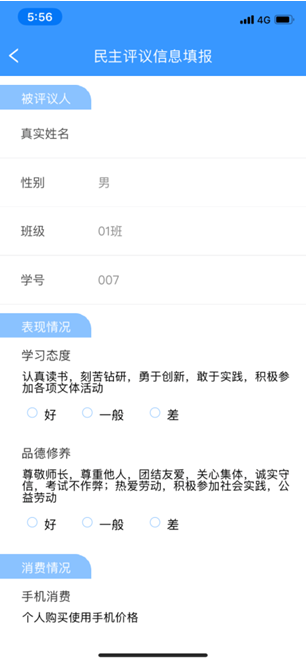 5:56 4G
民主评议信息填报
被评议人
真实姓名
性别 男
班级 01班
学号 007
表现情况
学习态度
认真读书，刻苦钻研，勇于创新，敢于实践，积极参
加各项文体活动
好 一般 差
品德修养
尊敬师长，尊重他人，团结友爱，关心集体，诚实守
信，考试不作弊；热爱劳动，积极参加社会实践，公
益劳动
好 一般 差
消费情况
手机消费
个人购买使用手机价格